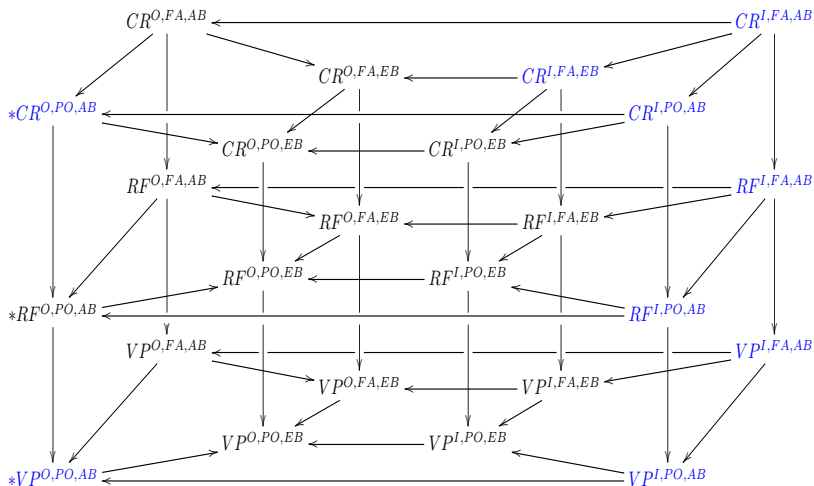 CR^{O,FA,AB} CR^{I,FA,AB}
CR^{O,FA,EB} CR^{I,FA,EB}
*CR^{O,PO,AB} CR^{I,PO,AB}
CR^{O,PO,EB} CR^{I,PO,EB}
RF^{O,FA,AB} RF^{I,FA,AB}
RF^{O,FA,EB} RF^{I,FA,EB}
RF^{O,PO,EB} RF^{I,PO,EB}
*RF^{O,PO,AB} RF^{I,PO,AB}
VP^{O,FA,AB} VP^{I,FA,AB}
VP^{O,FA,EB} VP^{I,FA,EB}
VP^{O,PO,EB} VP^{I,PO,EB}
*VP^{O,PO,AB} VP^{I,PO,AB}